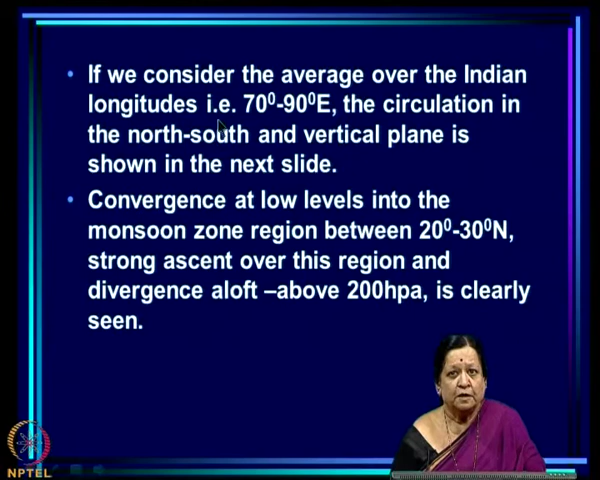 • If we consider the average over the Indian
longitudes i.e. 70⁰-90⁰E, the circulation in
the north-south and vertical plane is
shown in the next slide.
• Convergence at low levels into the
monsoon zone region between 20⁰-30⁰N,
strong ascent over this region and
divergence aloft –above 200hpa, is clearly
seen.
NPTEL